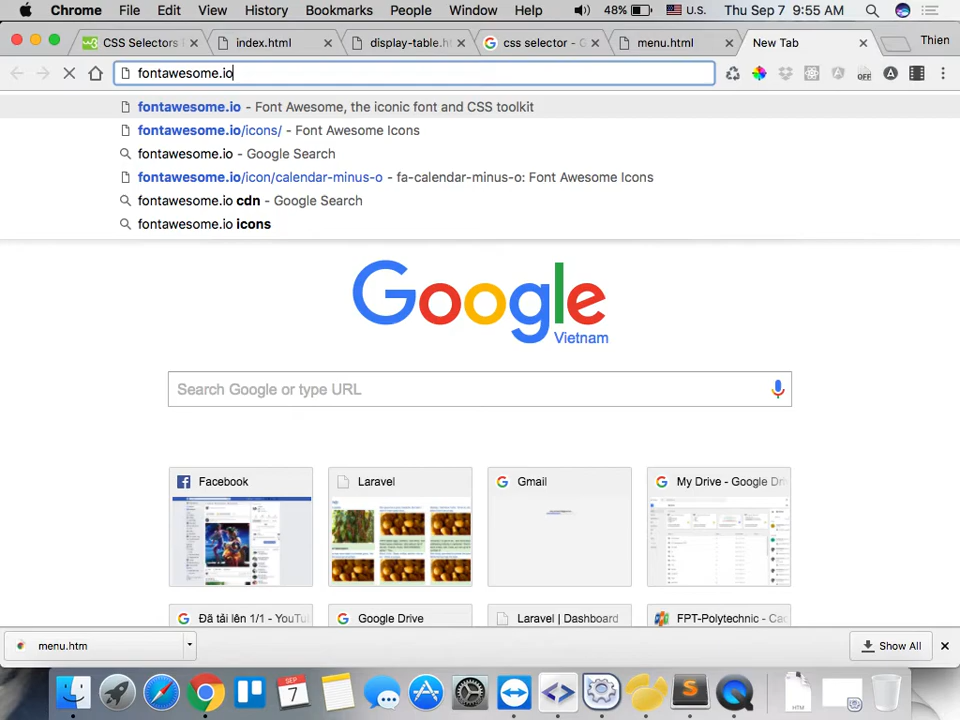 Chrome File Edit View History Bookmarks People Window Help 48% U.S. Thu Sep 7 9:55 AM
CSS Selectors index.html display-table.h css selector - G menu.html New Tab Thien
fontawesome.io
OFF
fontawesome.io - Font Awesome, the iconic font and CSS toolkit
fontawesome.io/icons/ - Font Awesome Icons
fontawesome.io - Google Search
fontawesome.io/icon/calendar-minus-o - fa-calendar-minus-o: Font Awesome Icons
fontawesome.io cdn - Google Search
fontawesome.io icons
Google
Vietnam
Search Google or type URL
Facebook Laravel Gmail My Drive - Google Dri
Đã tải lên 1/1 - YouTu Google Drive Laravel | Dashboard FPT-Polytechnic - Cao
menu.htm Show All
SEP
7